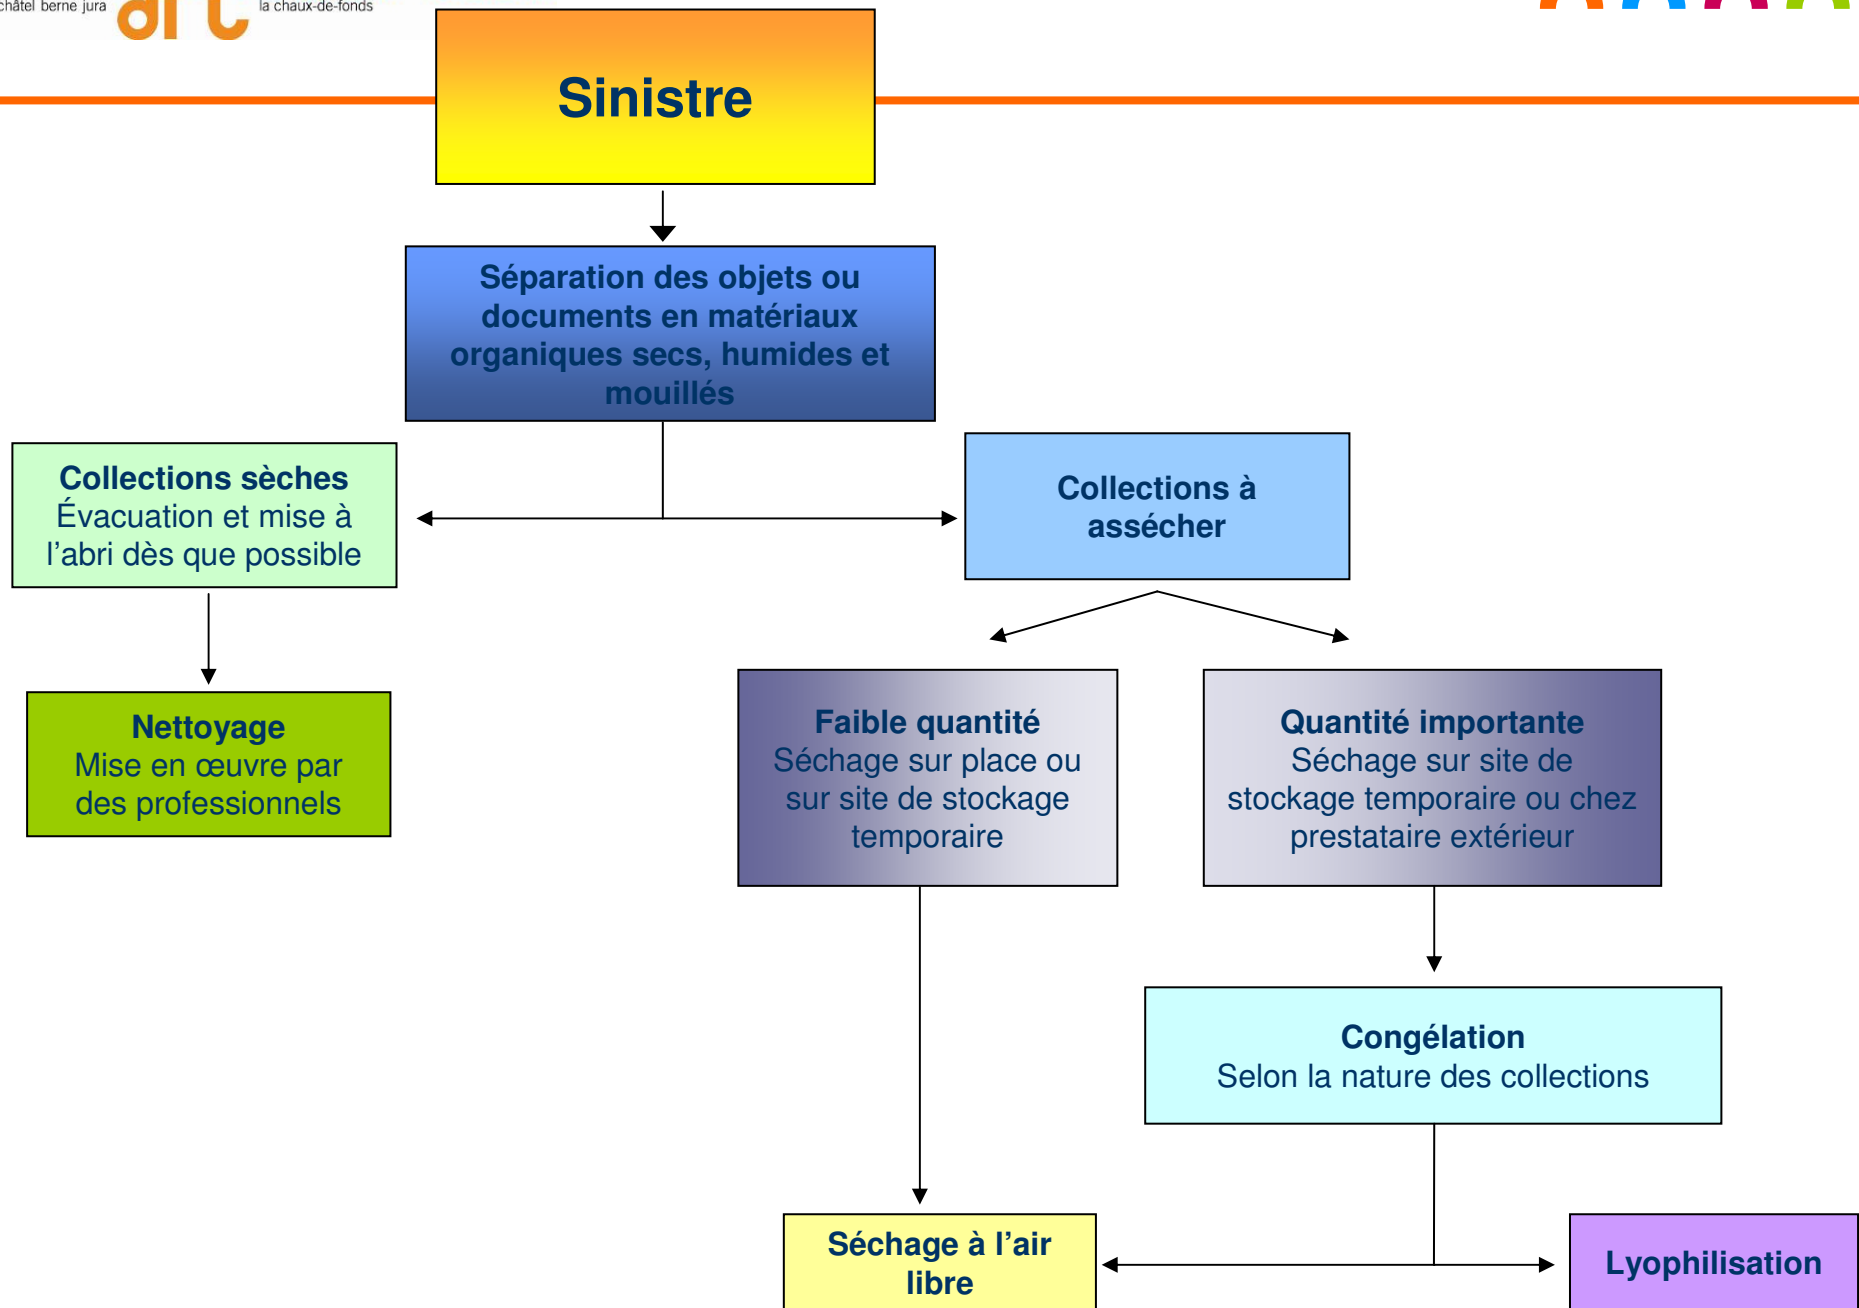 châtel berne jura
arc
la chaux-de-fonds
Sinistre
Séparation des objets ou
documents en matériaux
organiques secs, humides et
mouillés
Collections sèches
Évacuation et mise à
l’abri dès que possible
Collections à
assécher
Nettoyage
Mise en œuvre par
des professionnels
Faible quantité
Séchage sur place ou
sur site de stockage
temporaire
Quantité importante
Séchage sur site de
stockage temporaire ou chez
prestataire extérieur
Congélation
Selon la nature des collections
Séchage à l’air
libre
Lyophilisation